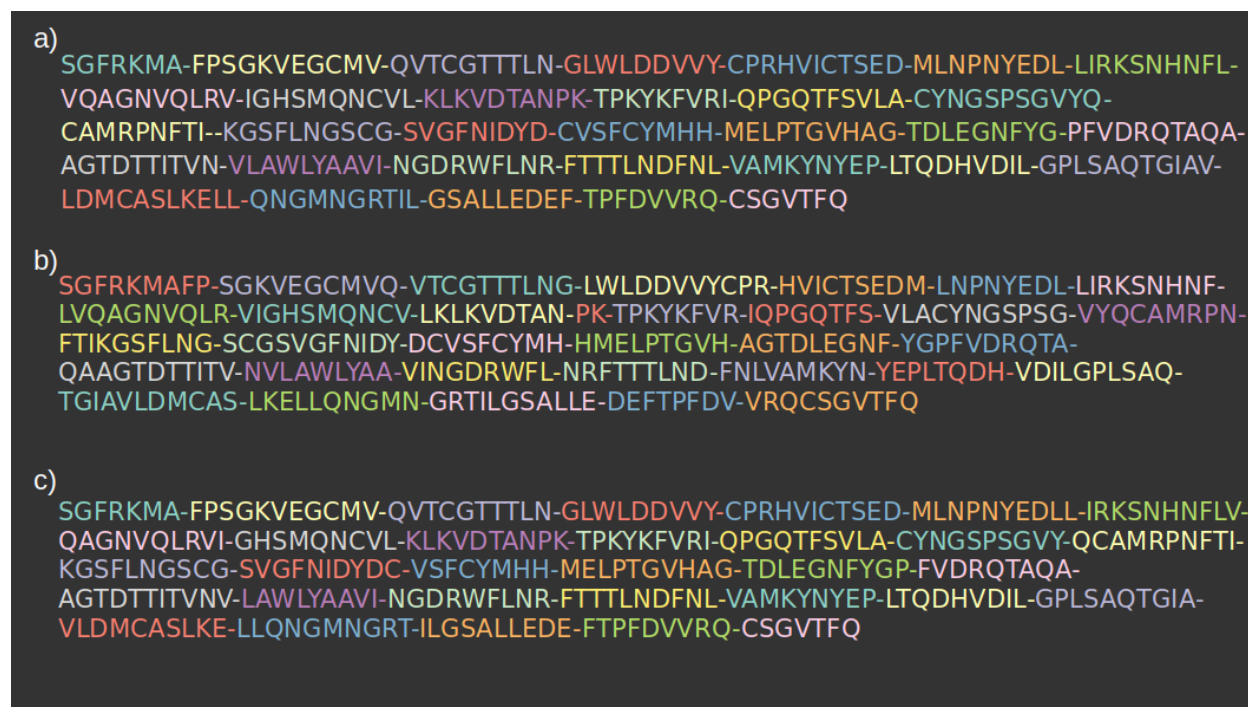 a)
SGFRKMA-FPSGKVEGCMV-QVTCGTTTLN-GLWLDDVVY-CPRHVICTSED-MLNPNYEDL-LIRKSNHNFL-
VQAGNVQLRV-IGHSMQNCVL-KLKVDTANPK-TPKYKFVRI-QPGQTFSVLA-CYNGSPSGVYQ-
CAMRPNFTI--KGSFLNGSCG-SVGFNIDYD-CVSFCYMHH-MELPTGVHAG-TDLEGNFYG-PFVDRQTAQA-
AGTDTTITVN-VLAWLYAAVI-NGDRWFLNR-FTTTLNDFNL-VAMKYNYEP-LTQDHVDIL-GPLSAQTGIAV-
LDMCASLKELL-QNGMNGRTIL-GSALLEDEF-TPFDVVRQ-CSGVTFQ
b)
SGFRKMAFP-SGKVEGCMVQ-VTCGTTTLNG-LWLDDVVYCPR-HVICTSEDM-LNPNYEDL-LIRKSNHNF-
LVQAGNVQLR-VIGHSMQNCV-LKLKVDTAN-PK-TPKYKFVR-IQPGQTFS-VLACYNGSPSG-VYQCAMRPN-
FTIKGSFLNG-SCGSVGFNIDY-DCVSFCYMH-HMELPTGVH-AGTDLEGNF-YGPFVDRQTA-
QAAGTDTTITV-NVLAWLYAA-VINGDRWFL-NRFTTTLND-FNLVAMKYN-YEPLTQDH-VDILGPLSAQ-
TGIAVLDMCAS-LKELLQNGMN-GRTILGSALLE-DEFTPFDV-VRQCSGVTFQ
c)
SGFRKMA-FPSGKVEGCMV-QVTCGTTTLN-GLWLDDVVY-CPRHVICTSED-MLNPNYEDLL-IRKSNHNFLV-
QAGNVQLRVI-GHSMQNCVL-KLKVDTANPK-TPKYKFVRI-QPGQTFSVLA-CYNGSPSGVY-QCAMRPNFTI-
KGSFLNGSCG-SVGFNIDYDC-VSFCYMHH-MELPTGVHAG-TDLEGNFYGP-FVDRQTAQA-
AGTDTTITVNV-LAWLYAAVI-NGDRWFLNR-FTTTLNDFNL-VAMKYNYEP-LTQDHVDIL-GPLSAQTGIA-
VLDMCASLKE-LLQNGMNGRT-ILGSALLEDE-FTPFDVVRQ-CSGVTFQ